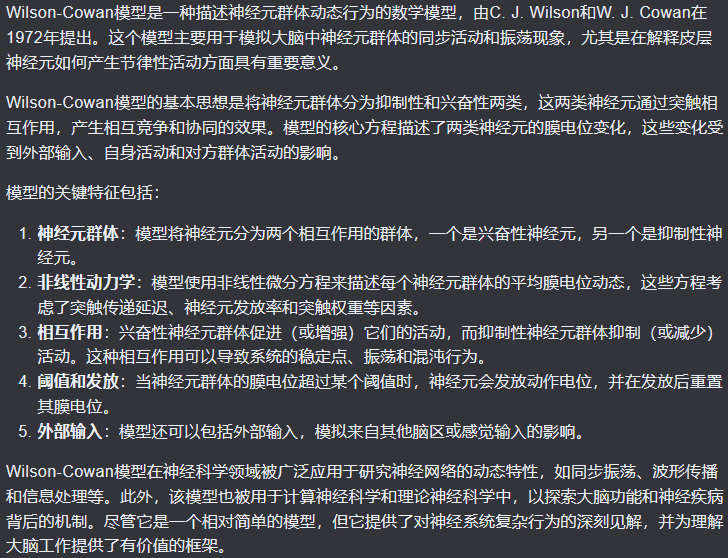 Wilson-Cowan模型是一种描述神经元群体动态行为的数学模型，由C. J. Wilson和W. J. Cowan在
1972年提出。这个模型主要用于模拟大脑中神经元群体的同步活动和振荡现象，尤其是在解释皮层
神经元如何产生节律性活动方面具有重要意义。
Wilson-Cowan模型的基本思想是将神经元群体分为抑制性和兴奋性两类，这两类神经元通过突触相
互作用，产生相互竞争和协同的效果。模型的核心方程描述了两类神经元的膜电位变化，这些变化受
到外部输入、自身活动和对方群体活动的影响。
模型的关键特征包括：
1. 神经元群体：模型将神经元分为两个相互作用的群体，一个是兴奋性神经元，另一个是抑制性神
经元。
2. 非线性动力学：模型使用非线性微分方程来描述每个神经元群体的平均膜电位动态，这些方程考
虑了突触传递延迟、神经元发放率和突触权重等因素。
3. 相互作用：兴奋性神经元群体促进（或增强）它们的活动，而抑制性神经元群体抑制（或减少）
活动。这种相互作用可以导致系统的稳定点、振荡和混沌行为。
4. 阈值和发放：当神经元群体的膜电位超过某个阈值时，神经元会发放动作电位，并在发放后重置
其膜电位。
5. 外部输入：模型还可以包括外部输入，模拟来自其他脑区或感觉输入的影响。
Wilson-Cowan模型在神经科学领域被广泛应用于研究神经网络的动态特性，如同步振荡、波形传播
和信息处理等。此外，该模型也被用于计算神经科学和理论神经科学中，以探索大脑功能和神经疾病
背后的机制。尽管它是一个相对简单的模型，但它提供了对神经系统复杂行为的深刻见解，并为理解
大脑工作提供了有价值的框架。